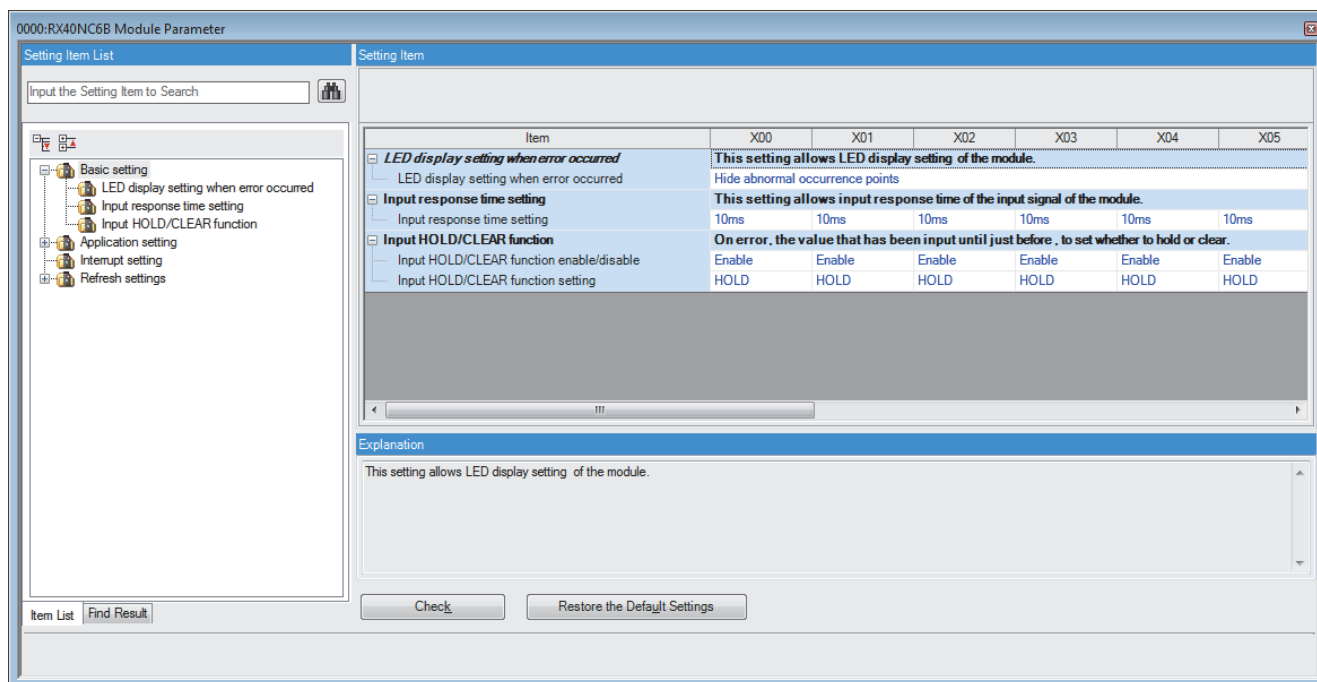 0000:RX40NC6B Module Parameter
Setting Item List
Input the Setting Item to Search
Basic setting
LED display setting when error occurred
Input response time setting
Input HOLD/CLEAR function
Application setting
Interrupt setting
Refresh settings
Item List Find Result
Setting Item
Item X00 X01 X02 X03 X04 X05
LED display setting when error occurred This setting allows LED display setting of the module.
LED display setting when error occurred Hide abnormal occurrence points
Input response time setting This setting allows input response time of the input signal of the module.
Input response time setting 10ms 10ms 10ms 10ms 10ms 10ms
Input HOLD/CLEAR function On error, the value that has been input until just before , to set whether to hold or clear.
Input HOLD/CLEAR function enable/disable Enable Enable Enable Enable Enable Enable
Input HOLD/CLEAR function setting HOLD HOLD HOLD HOLD HOLD HOLD
Explanation
This setting allows LED display setting of the module.
Check Restore the Default Settings